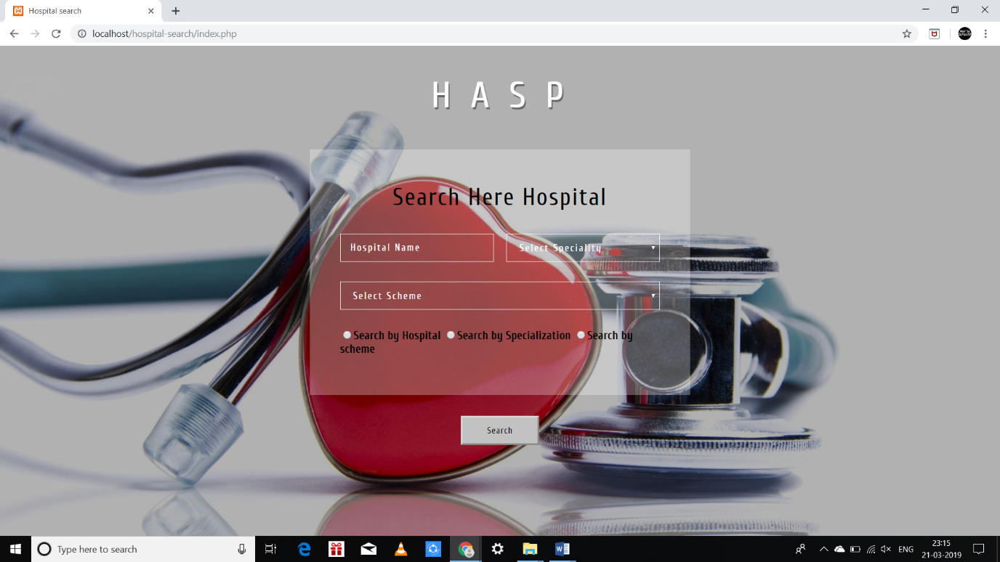 Hospital search
localhost/hospital-search/index.php
H A S P
Search Here Hospital
Hospital Name
Select Speciality
Select Scheme
Search by Hospital Search by Specialization Search by
scheme
Search
Type here to search
ENG
23:15
21-03-2019